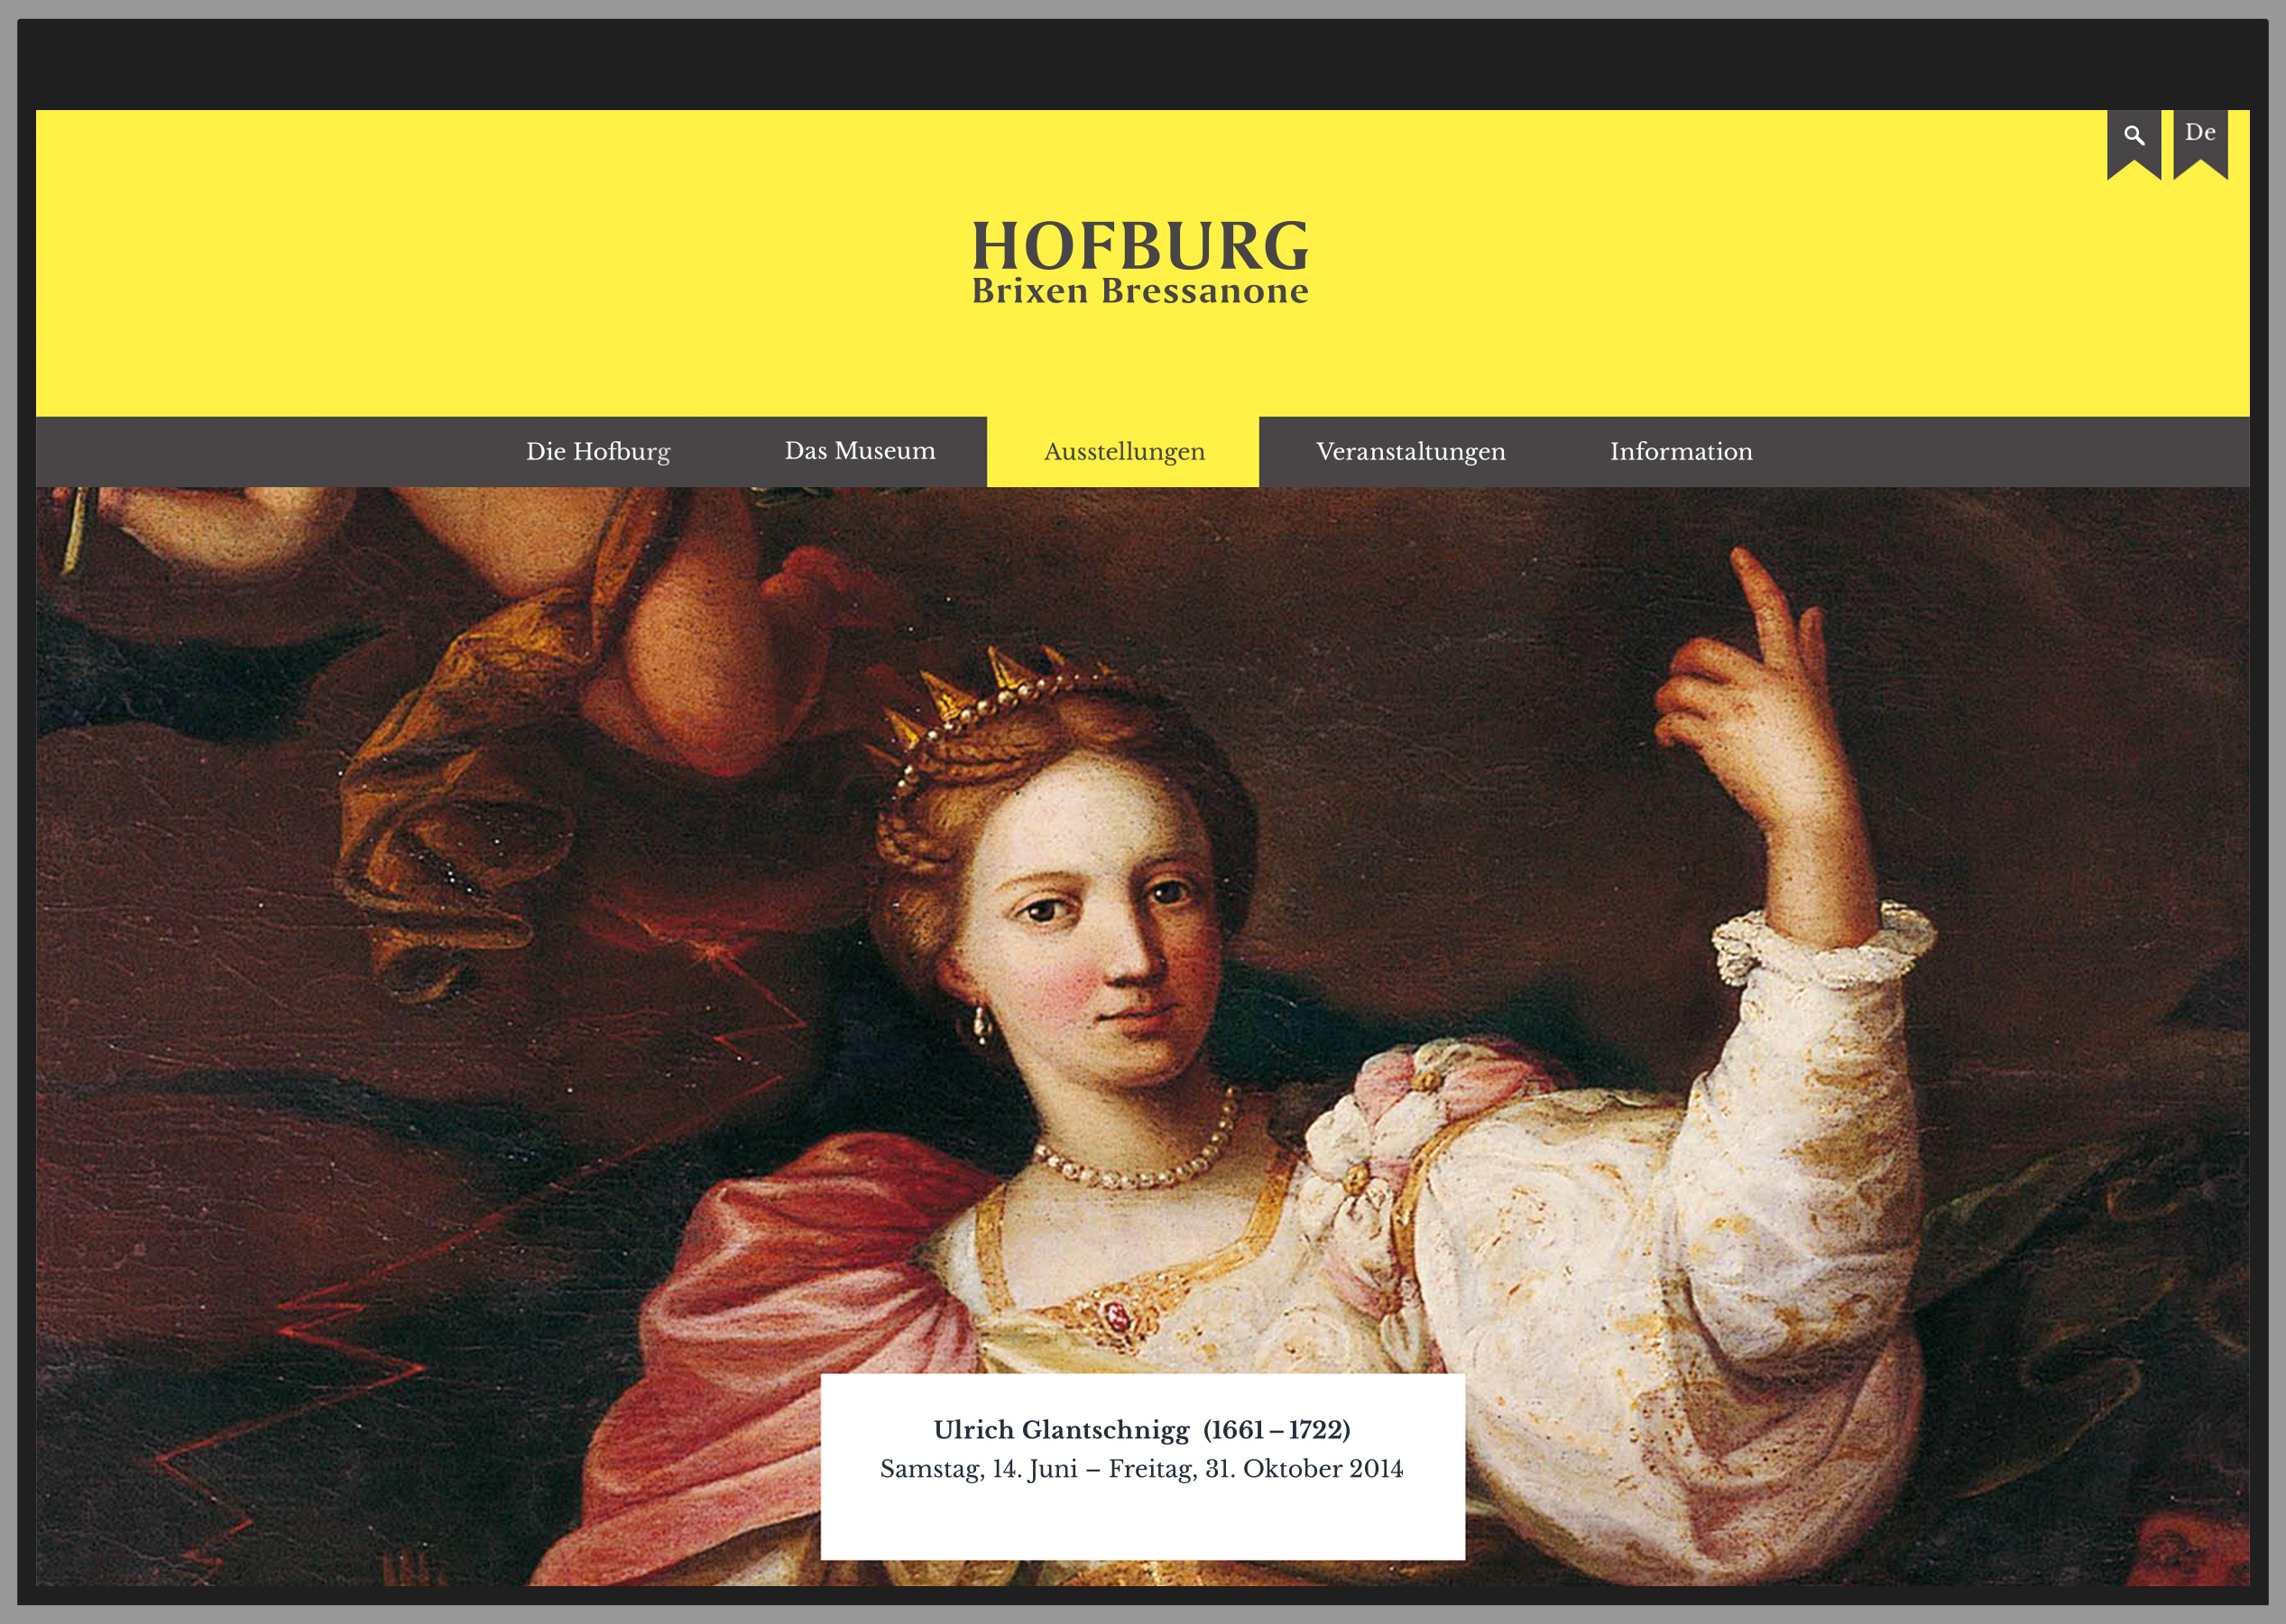 De
HOFBURG
Brixen Bressanone
Die Hofburg Das Museum Ausstellungen Veranstaltungen Information
Ulrich Glantschnigg (1661 – 1722)
Samstag, 14. Juni – Freitag, 31. Oktober 2014